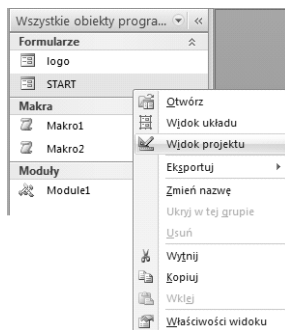 Wszystkie obiekty progra...
Formularze
logo
START
Makra
Makro1
Makro2
Moduły
Module1
Otwórz
Widok układu
Widok projektu
Eksportuj
Zmień nazwę
Ukryj w tej grupie
Usuń
Wytnij
Kopiuj
Wklej
Właściwości widoku